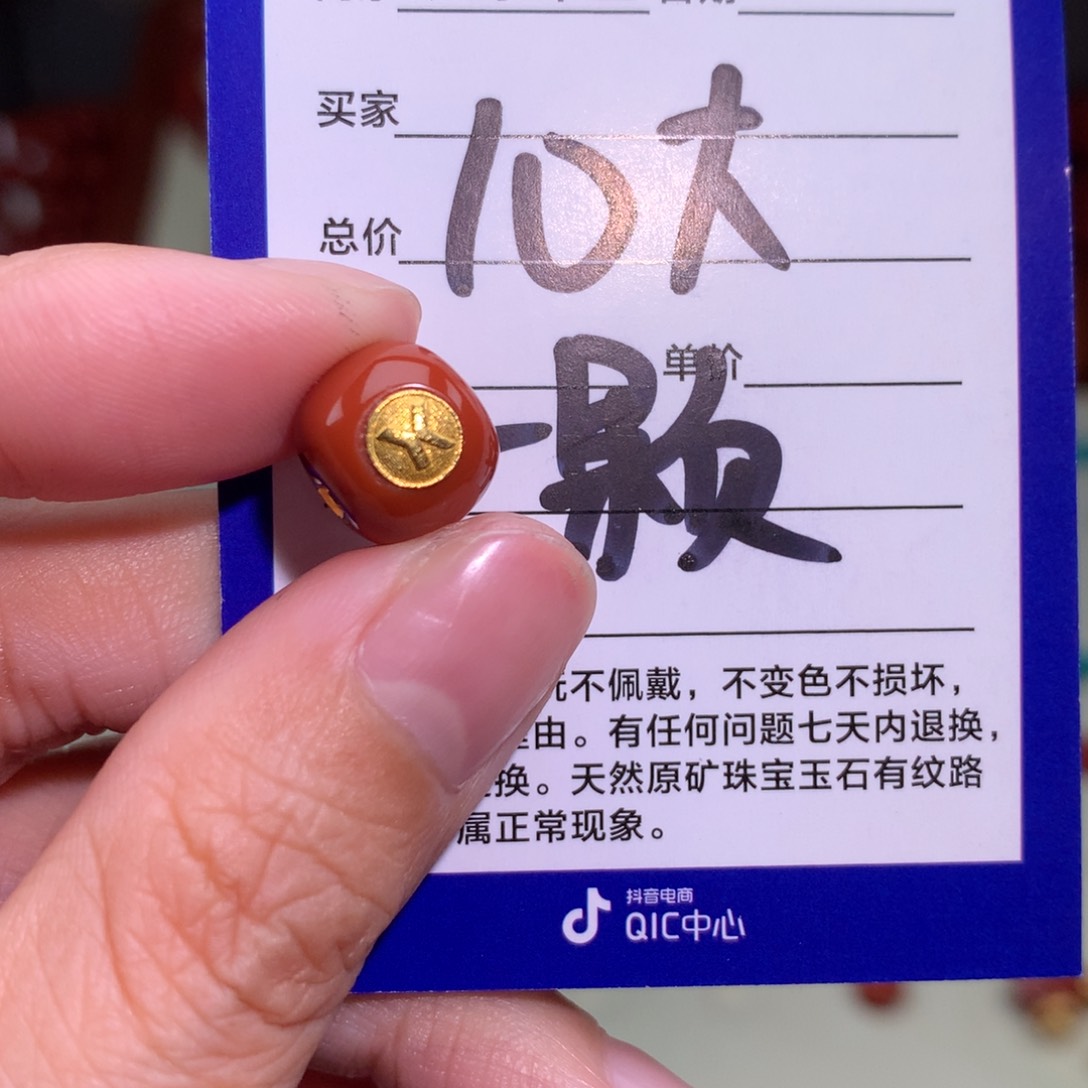 买家
10大
总价
单价
一颗
不佩戴，不变色不损坏，
由。有任何问题七天内退换，
换。天然原矿珠宝玉石有纹路
属正常现象。
抖音电商
QIC中心